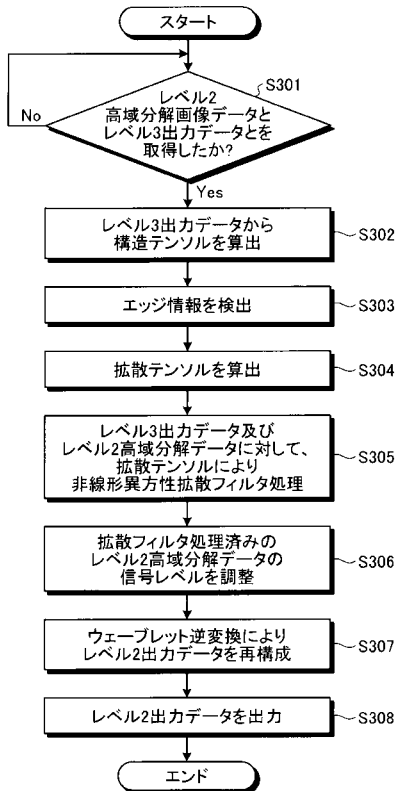 スタート
S301
レベル2
高域分解画像データと
レベル3出力データとを
取得したか?
No
Yes
レベル3出力データから
構造テンソルを算出
S302
エッジ情報を検出
S303
拡散テンソルを算出
S304
レベル3出力データ及び
レベル2高域分解データに対して、
拡散テンソルにより
非線形異方性拡散フィルタ処理
S305
拡散フィルタ処理済みの
レベル2高域分解データの
信号レベルを調整
S306
ウェーブレット逆変換により
レベル2出力データを再構成
S307
レベル2出力データを出力
S308
エンド